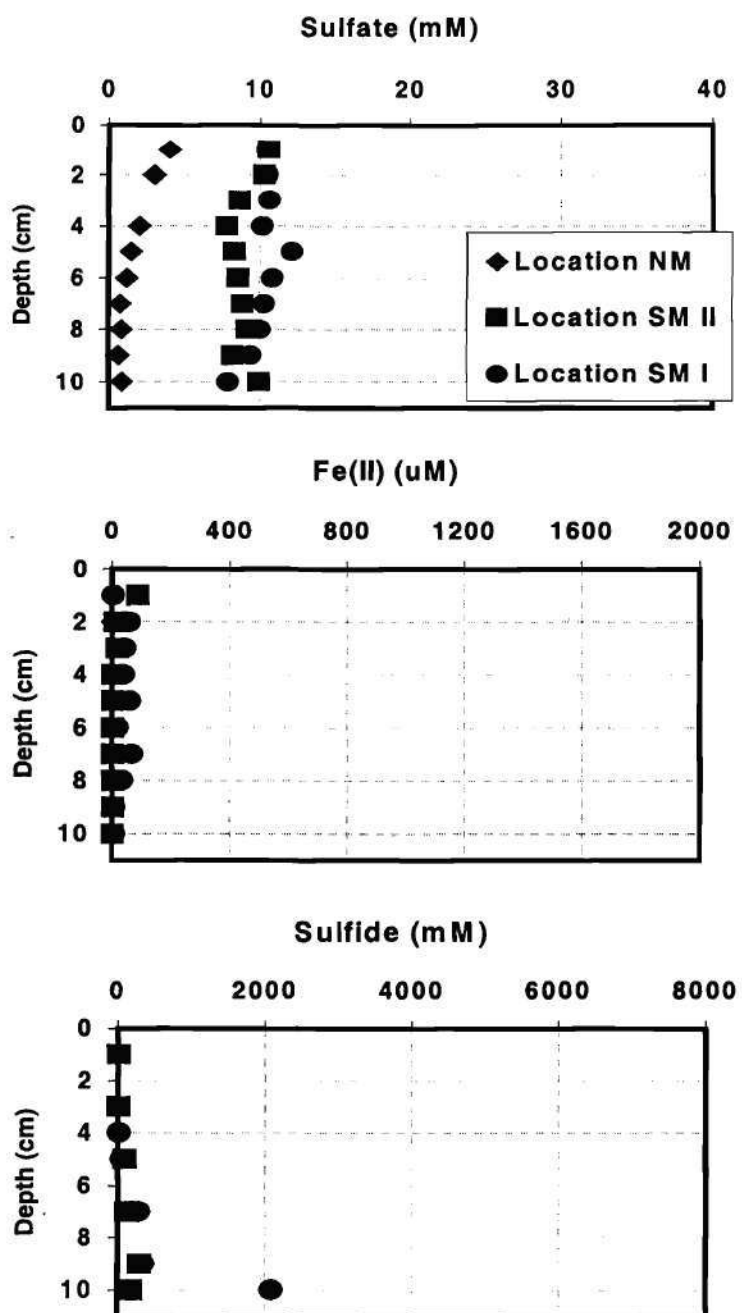 Sulfate (mM)
0 10 20 30 40
0
2
4
6
8
10
Depth (cm)
Location NM
Location SM II
Location SM I
Fe(II) (uM)
0 400 800 1200 1600 2000
0
2
4
6
8
10
Depth (cm)
Sulfide (mM)
0 2000 4000 6000 8000
0
2
4
6
8
10
Depth (cm)